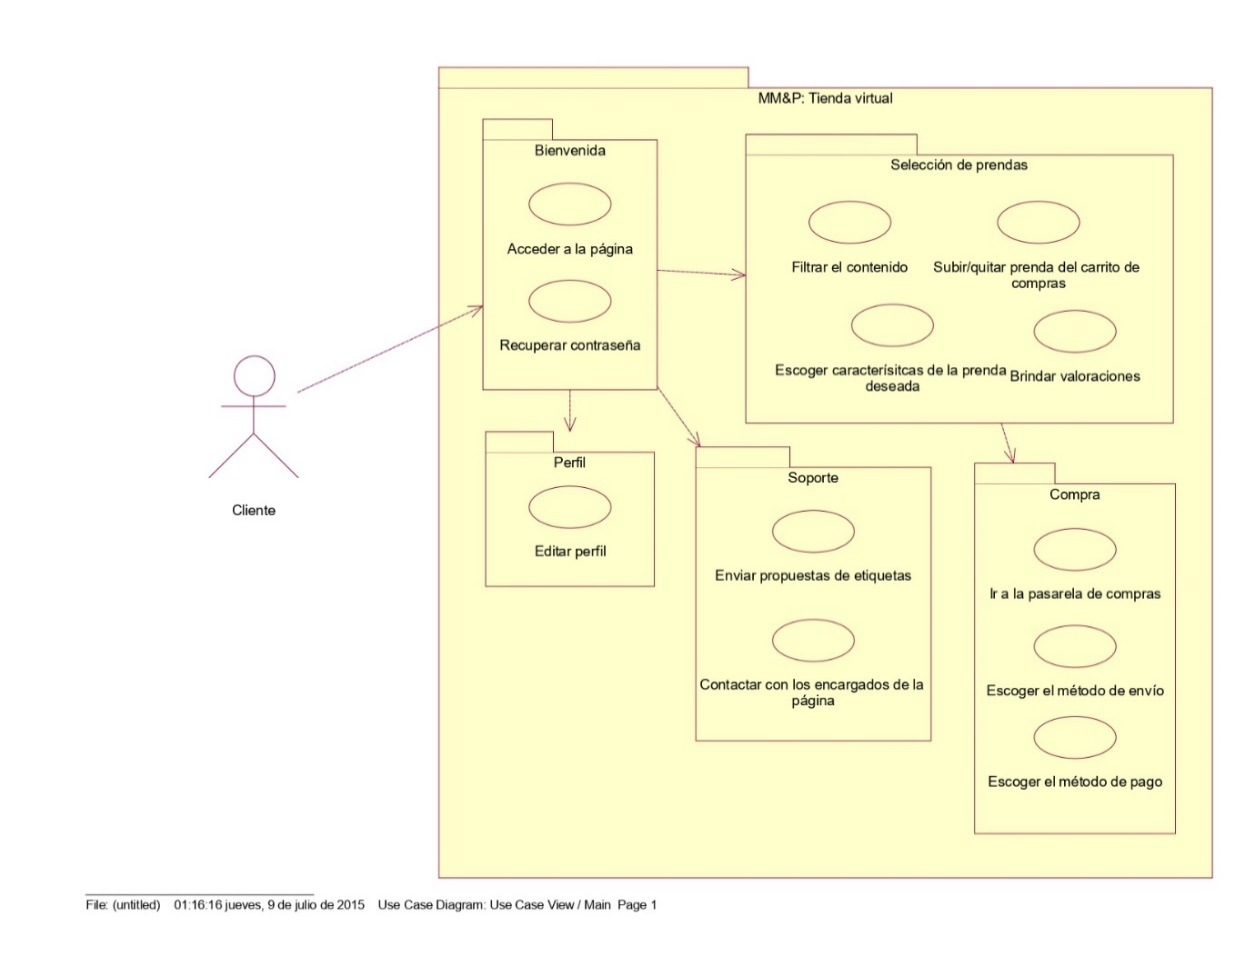 MM&P: Tienda virtual
Bienvenida
Acceder a la página
Recuperar contraseña
Selección de prendas
Filtrar el contenido
Subir/quitar prenda del carrito de
compras
Escoger caracterísitcas de la prenda
deseada
Brindar valoraciones
Cliente
Perfil
Editar perfil
Soporte
Enviar propuestas de etiquetas
Contactar con los encargados de la
página
Compra
Ir a la pasarela de compras
Escoger el método de envío
Escoger el método de pago
File: (untitled) 01:16:16 jueves, 9 de julio de 2015 Use Case Diagram: Use Case View / Main Page 1